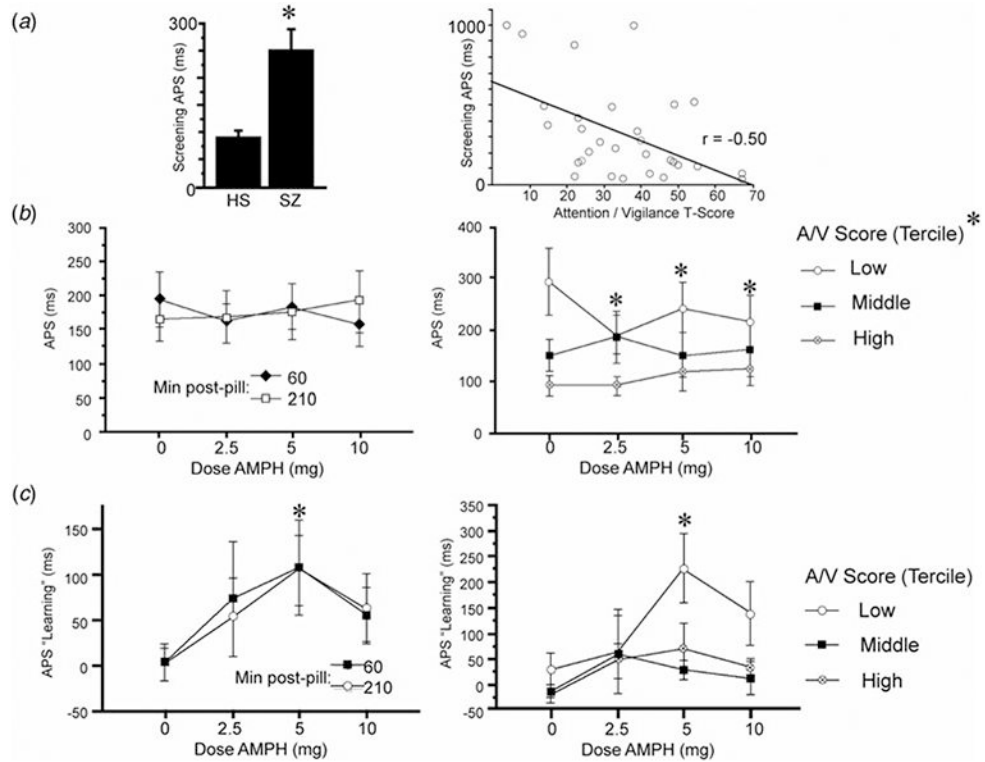 (a)
300
Screening APS (ms)
0
*
HS SZ
1000
Screening APS (ms)
0
r = -0.50
10 20 30 40 50 60 70
Attention / Vigilance T-Score
(b)
300
250
200
150
100
50
0
APS (ms)
Min post-pill: 60
210
0 2.5 5 10
Dose AMPH (mg)
400
300
200
100
0
APS (ms)
* * *
0 2.5 5 10
Dose AMPH (mg)
A/V Score (Tercile) *
Low
Middle
High
(c)
150
100
50
0
-50
APS "Learning" (ms)
*
Min post-pill: 60
210
0 2.5 5 10
Dose AMPH (mg)
350
300
250
200
150
100
50
0
-50
APS "Learning" (ms)
*
0 2.5 5 10
Dose AMPH (mg)
A/V Score (Tercile)
Low
Middle
High